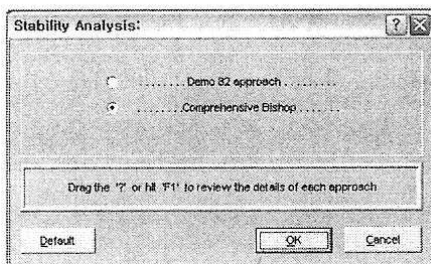 Stability Analysis:
. . . . . . Demo 82 approach . . . . . . . . .
. . . . . . Comprehensive Bishop . . . . . . .
Drag the '?' or hit 'F1' to review the details of each approach
Default OK Cancel